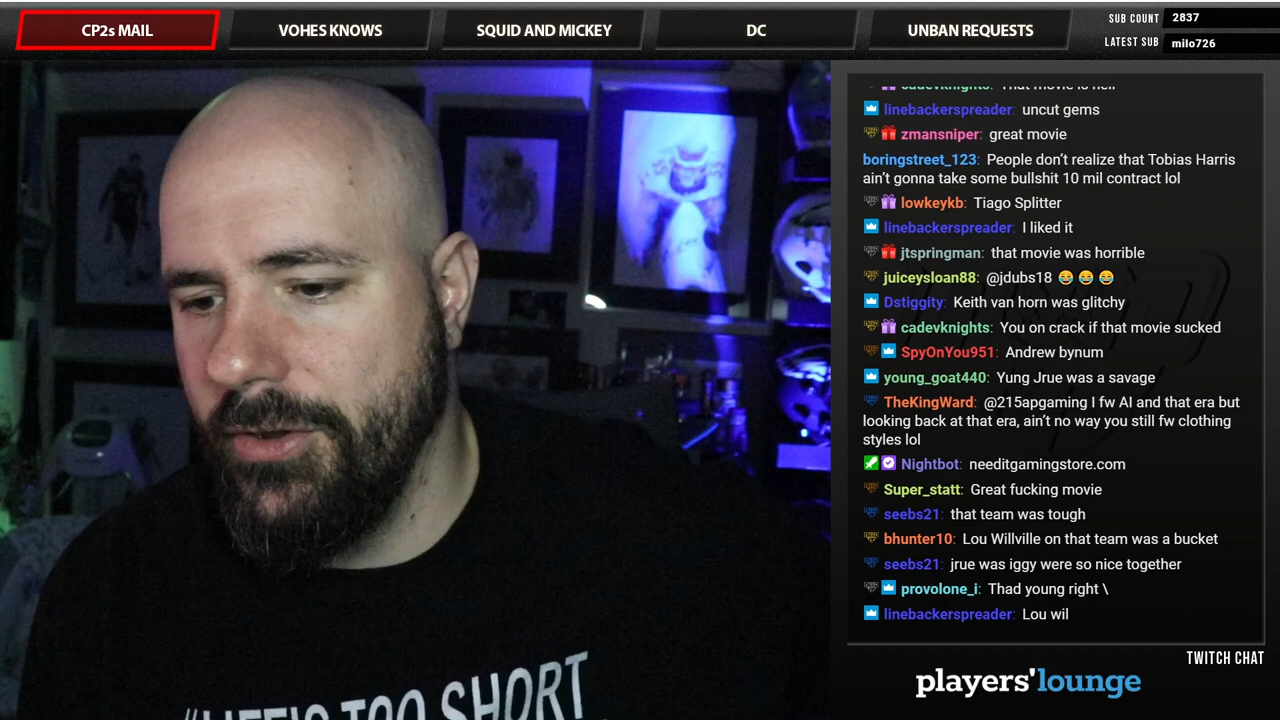 CP2s MAIL
VOHES KNOWS
SQUID AND MICKEY
DC
UNBAN REQUESTS
SUB COUNT 2837
LATEST SUB milo726
cadevknights: That movie is hell
linebackerspreader: uncut gems
zmansniper: great movie
boringstreet_123: People don't realize that Tobias Harris
ain't gonna take some bullshit 10 mil contract lol
lowkeykb: Tiago Splitter
linebackerspreader: I liked it
jtspringman: that movie was horrible
juiceysloan88: @jdubs18 😂 😂 😂
Dstiggity: Keith van horn was glitchy
cadevknights: You on crack if that movie sucked
SpyOnYou951: Andrew bynum
young_goat440: Yung Jrue was a savage
TheKingWard: @215apgaming I fw AI and that era but
looking back at that era, ain't no way you still fw clothing
styles lol
Nightbot: needitgamingstore.com
Super_statt: Great fucking movie
seebs21: that team was tough
bhunter10: Lou Willville on that team was a bucket
seebs21: jrue was iggy were so nice together
provolone_i: Thad young right \
linebackerspreader: Lou wil
TWITCH CHAT
players'lounge
"LIFE IS TOO SHORT